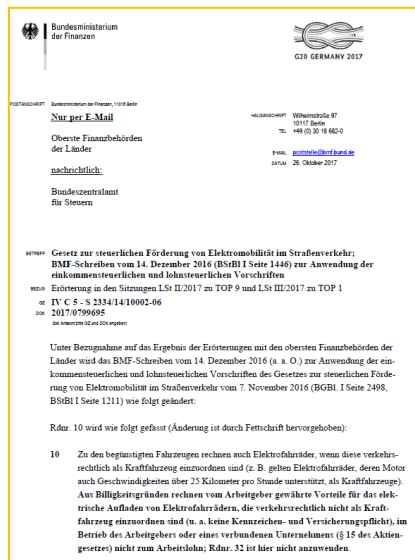 Bundesministerium
der Finanzen
G20 GERMANY 2017
POSTANSCHRIFT Bundesministerium der Finanzen, 11016 Berlin
Nur per E-Mail
Oberste Finanzbehörden
der Länder
nachrichtlich:
Bundeszentralamt
für Steuern
HAUSANSCHRIFT Wilhelmstraße 97
10117 Berlin
TEL +49 (0) 30 18 682-0
E-MAIL poststelle@bmf.bund.de
DATUM 26. Oktober 2017
BETREFF Gesetz zur steuerlichen Förderung von Elektromobilität im Straßenverkehr;
BMF-Schreiben vom 14. Dezember 2016 (BStBl I Seite 1446) zur Anwendung der
einkommensteuerlichen und lohnsteuerlichen Vorschriften
BEZUG Erörterung in den Sitzungen LSt II/2017 zu TOP 9 und LSt III/2017 zu TOP 1
GZ IV C 5 - S 2334/14/10002-06
DOK 2017/0799695
(bei Antwort bitte GZ und DOK angeben)
Unter Bezugnahme auf das Ergebnis der Erörterungen mit den obersten Finanzbehörden der
Länder wird das BMF-Schreiben vom 14. Dezember 2016 (a. a. O.) zur Anwendung der ein-
kommensteuerlichen und lohnsteuerlichen Vorschriften des Gesetzes zur steuerlichen Förde-
rung von Elektromobilität im Straßenverkehr vom 7. November 2016 (BGBl. I Seite 2498,
BStBl I Seite 1211) wie folgt geändert:
Rdnr. 10 wird wie folgt gefasst (Änderung ist durch Fettschrift hervorgehoben):
10 Zu den begünstigten Fahrzeugen rechnen auch Elektrofahrräder, wenn diese verkehrs-
rechtlich als Kraftfahrzeug einzuordnen sind (z. B. gelten Elektrofahrräder, deren Motor
auch Geschwindigkeiten über 25 Kilometer pro Stunde unterstützt, als Kraftfahrzeuge).
Aus Billigkeitsgründen rechnen vom Arbeitgeber gewährte Vorteile für das elek-
trische Aufladen von Elektrofahrrädern, die verkehrsrechtlich nicht als Kraft-
fahrzeug einzuordnen sind (u. a. keine Kennzeichen- und Versicherungspflicht), im
Betrieb des Arbeitgebers oder eines verbundenen Unternehmens (§ 15 des Aktien-
gesetzes) nicht zum Arbeitslohn; Rdnr. 32 ist hier nicht anzuwenden.